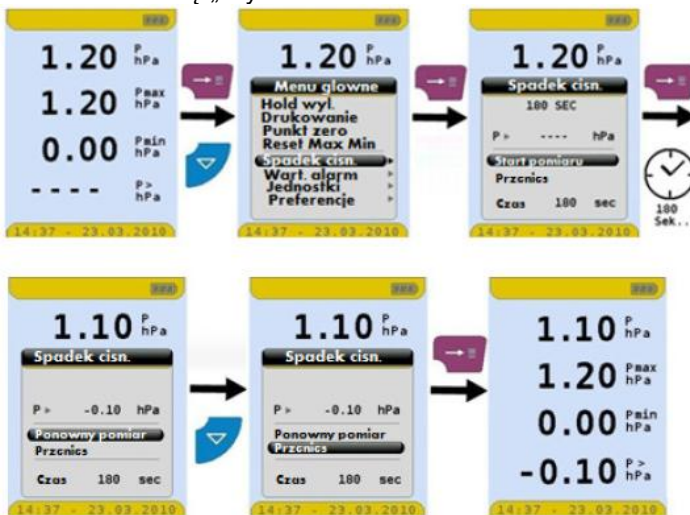 1.20 P hPa
1.20 Pmax hPa
0.00 Pmin hPa
---- P> hPa
14:37 - 23.03.2010
1.20 P hPa
Menu glowne
Hold wył.
Drukowanie
Punkt zero
Reset Max Min
Spadek cisn.
Wart. alarm
Jednostki
Preferencje
14:37 - 23.03.2010
1.20 P hPa
Spadek cisn.
180 SEC
P> ---- hPa
Start pomiaru
Przenies
Czas 180 sec
14:37 - 23.03.2010
180
Sek..
1.10 P hPa
Spadek cisn.
P> -0.10 hPa
Ponowny pomiar
Przenies
Czas 180 sec
14:37 - 23.03.2010
1.10 P hPa
Spadek cisn.
P> -0.10 hPa
Ponowny pomiar
Przenies
Czas 180 sec
14:37 - 23.03.2010
1.10 P hPa
1.20 Pmax hPa
0.00 Pmin hPa
-0.10 P> hPa
14:37 - 23.03.2010